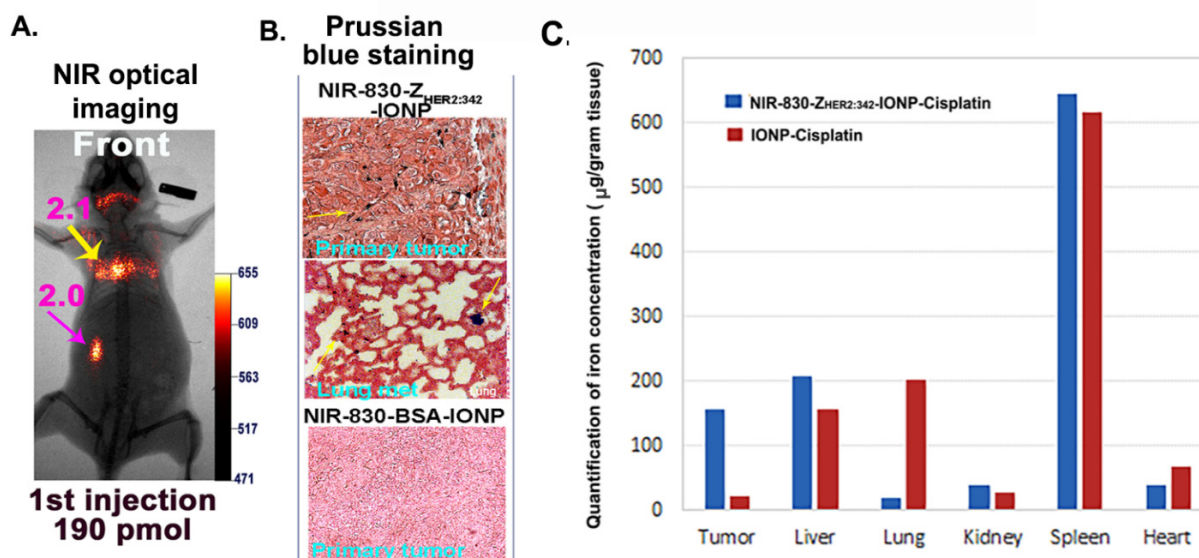 A.
NIR optical
imaging
Front
2.1
2.0
655
609
563
517
471
1st injection
190 pmol
B.
Prussian
blue staining
NIR-830-ZHER2:342
-IONP
Primary tumor
Lung met
Lung
NIR-830-BSA-IONP
Primary tumor
C.
Quantification of iron concentration ( µg/gram tissue)
700
600
500
400
300
200
100
0
NIR-830-ZHER2:342-IONP-Cisplatin
IONP-Cisplatin
Tumor Liver Lung Kidney Spleen Heart